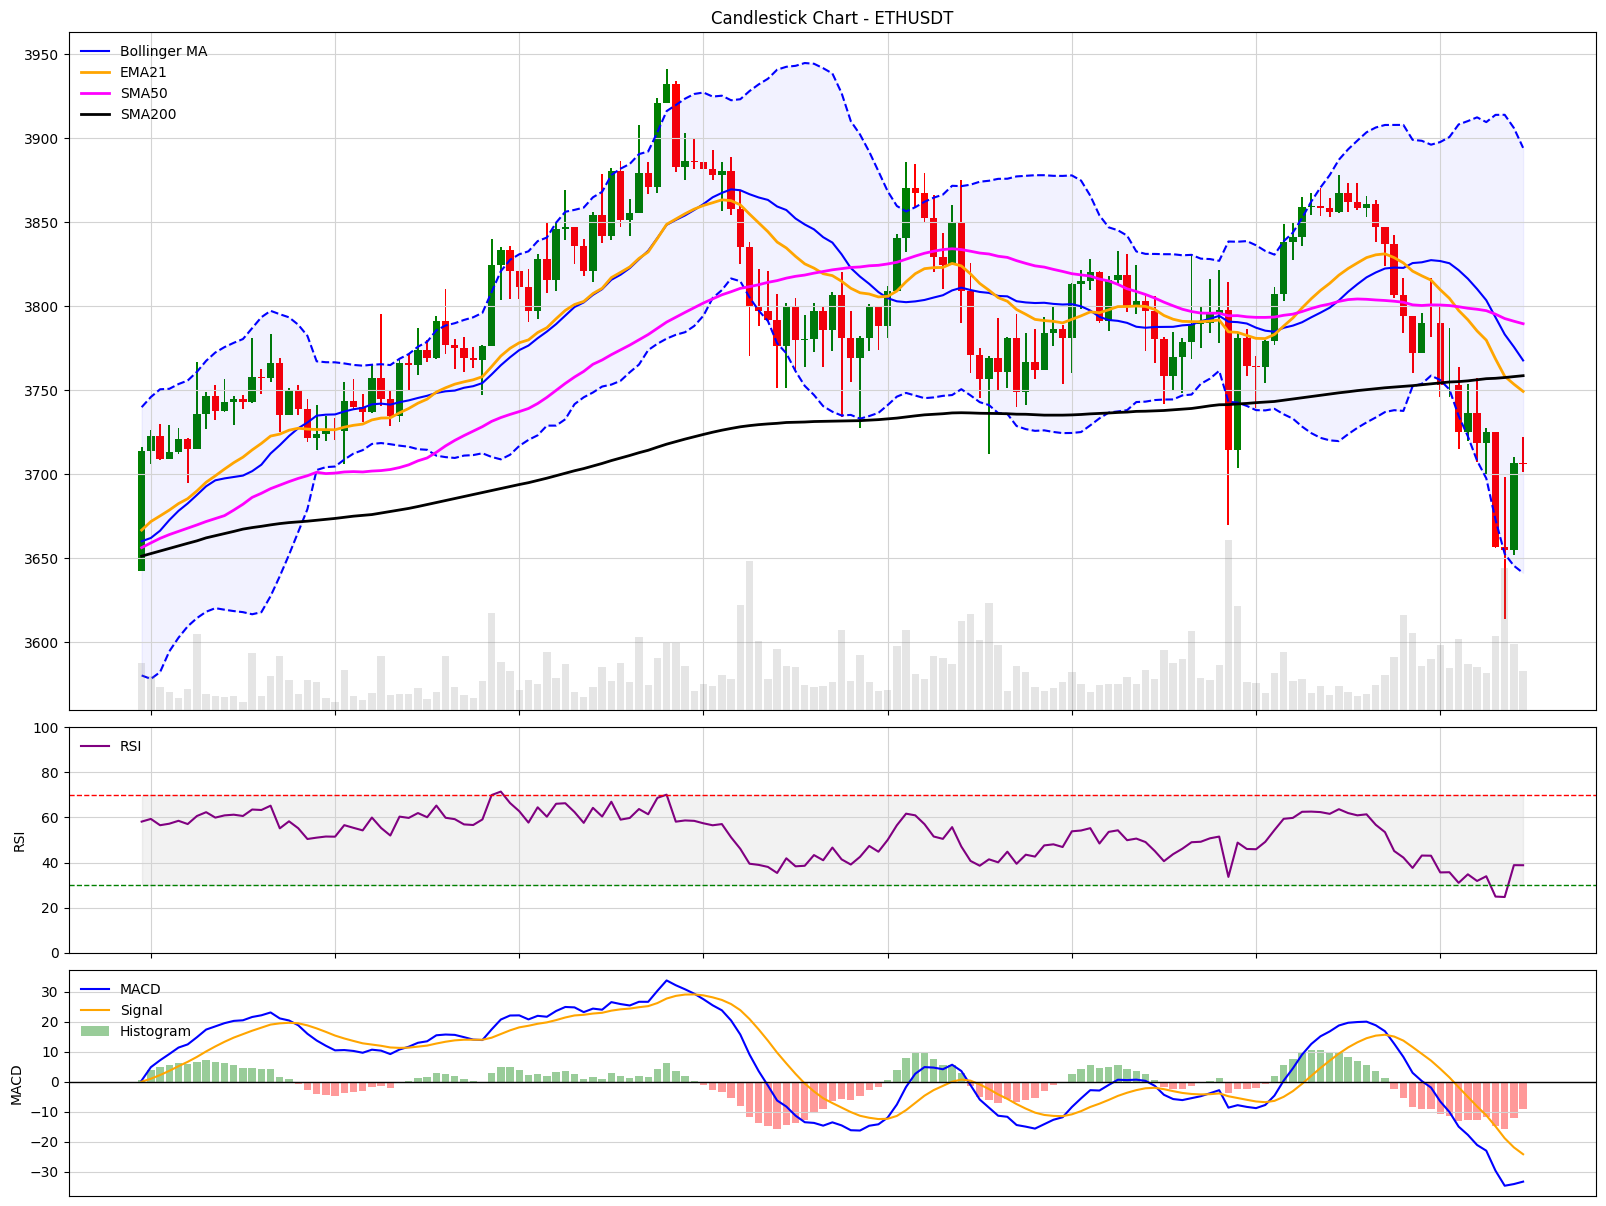 Candlestick Chart - ETHUSDT
Bollinger MA
EMA21
SMA50
SMA200
3950
3900
3850
3800
3750
3700
3650
3600
RSI
RSI
100
80
60
40
20
0
MACD
Signal
Histogram
MACD
30
20
10
0
−10
−20
−30